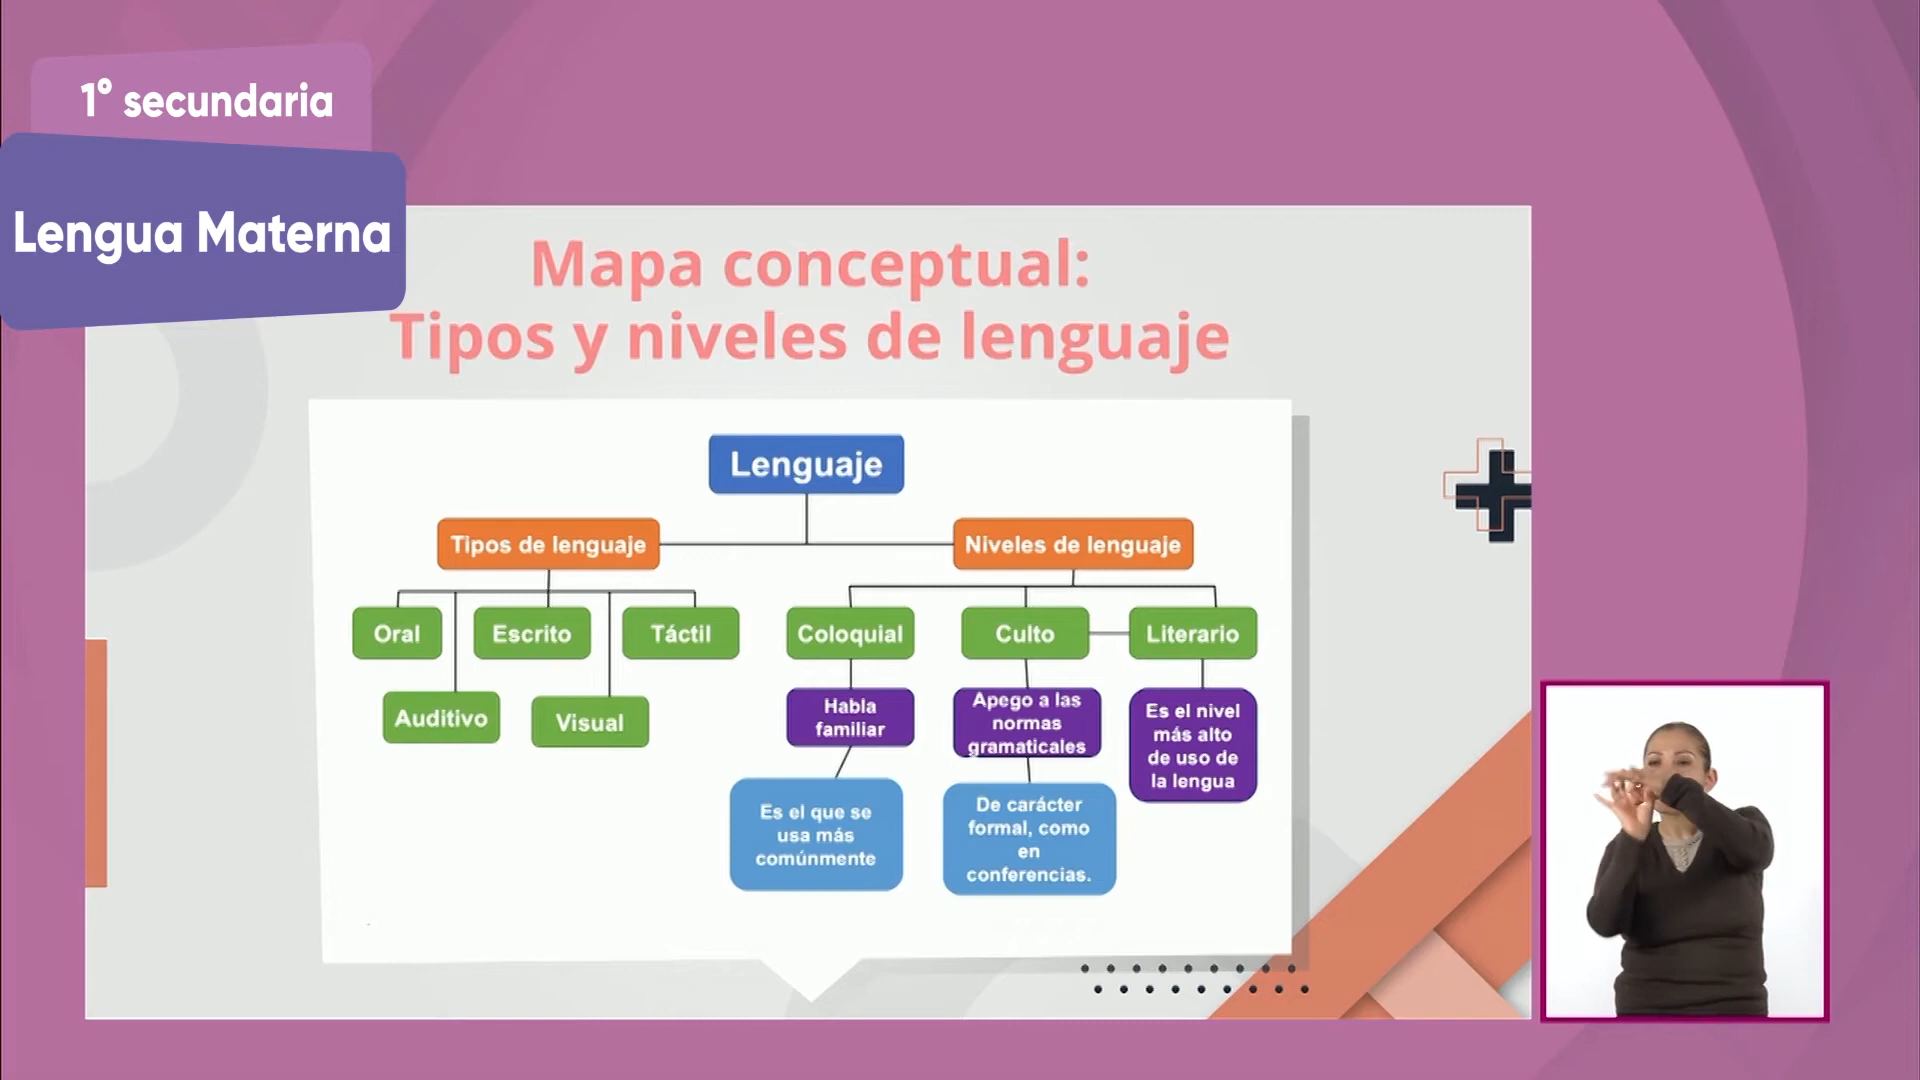 1° secundaria
Lengua Materna
Mapa conceptual:
Tipos y niveles de lenguaje
Lenguaje
Tipos de lenguaje
Niveles de lenguaje
Oral
Escrito
Táctil
Auditivo
Visual
Coloquial
Culto
Literario
Habla
familiar
Apego a las
normas
gramaticales
Es el nivel
más alto
de uso de
la lengua
Es el que se
usa más
comúnmente
De carácter
formal, como
en
conferencias.